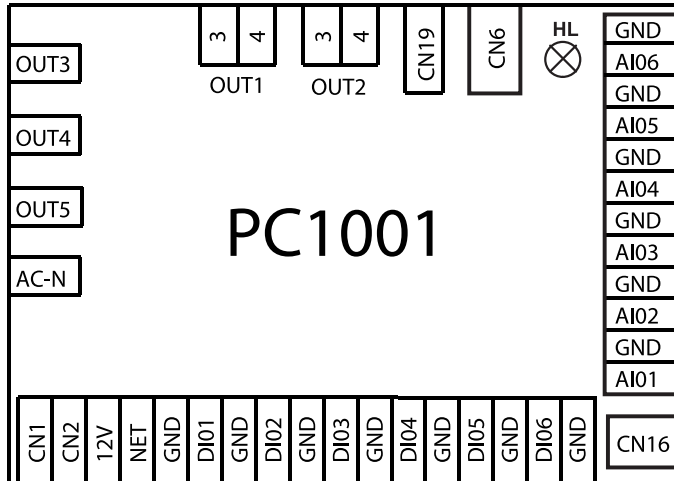 3 4 3 4 CN19 CN6 HL
OUT1 OUT2
OUT3
OUT4
OUT5
AC-N
PC1001
GND
AI06
GND
AI05
GND
AI04
GND
AI03
GND
AI02
GND
AI01
CN1 CN2 12V NET GND DI01 GND DI02 GND DI03 GND DI04 GND DI05 GND DI06 GND
CN16